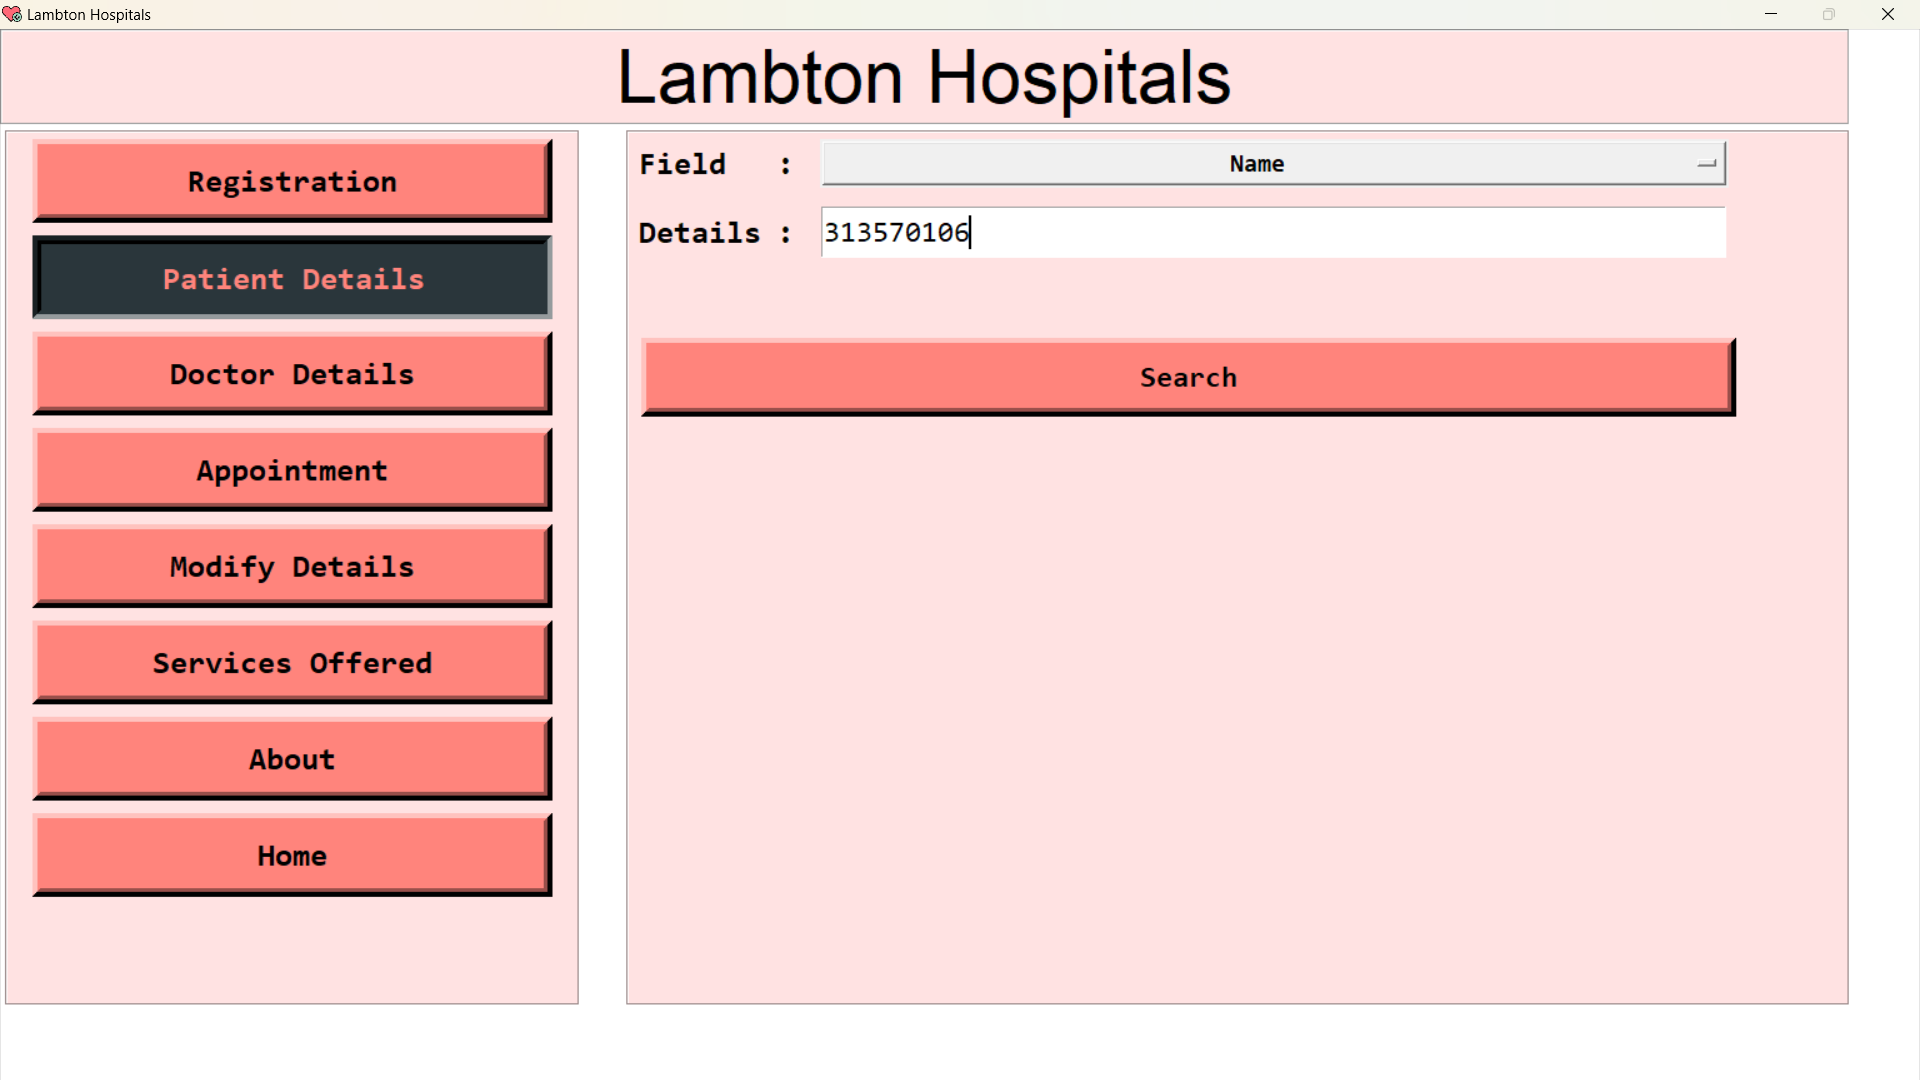 Lambton Hospitals
Lambton Hospitals
Registration
Patient Details
Doctor Details
Appointment
Modify Details
Services Offered
About
Home
Field : Name
Details : 313570106
Search